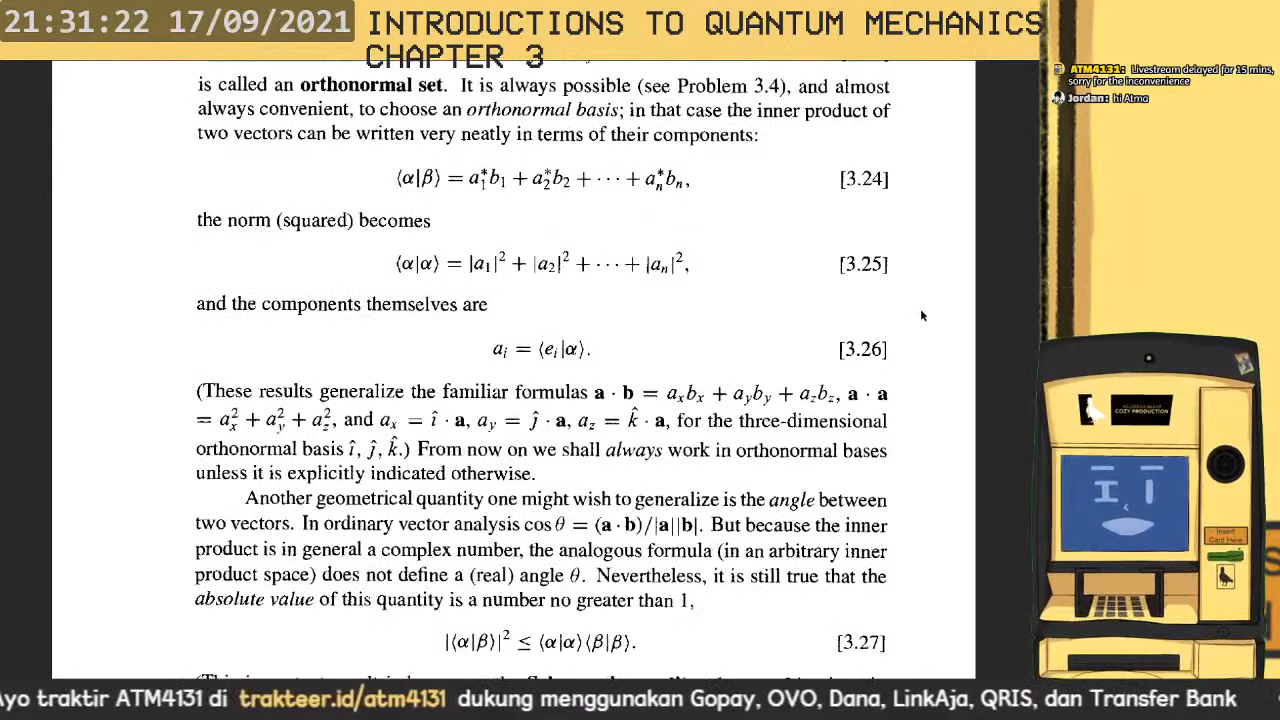 21:31:22 17/09/2021
INTRODUCTIONS TO QUANTUM MECHANICS
CHAPTER 3
ATM4131: Livestream delayed for 15 mins,
sorry for the inconvenience
Jordan: hi Atma
is called an orthonormal set. It is always possible (see Problem 3.4), and almost
always convenient, to choose an orthonormal basis; in that case the inner product of
two vectors can be written very neatly in terms of their components:
⟨α|β⟩ = a₁*b₁ + a₂*b₂ + ··· + aₙ*bₙ, [3.24]
the norm (squared) becomes
⟨α|α⟩ = |a₁|² + |a₂|² + ··· + |aₙ|², [3.25]
and the components themselves are
aᵢ = ⟨eᵢ|α⟩. [3.26]
(These results generalize the familiar formulas a · b = aₓbₓ + a_yb_y + a_zb_z, a · a
= aₓ² + a_y² + a_z², and aₓ = î · a, a_y = ĵ · a, a_z = k̂ · a, for the three-dimensional
orthonormal basis î, ĵ, k̂.) From now on we shall always work in orthonormal bases
unless it is explicitly indicated otherwise.
Another geometrical quantity one might wish to generalize is the angle between
two vectors. In ordinary vector analysis cos θ = (a · b)/|a||b|. But because the inner
product is in general a complex number, the analogous formula (in an arbitrary inner
product space) does not define a (real) angle θ. Nevertheless, it is still true that the
absolute value of this quantity is a number no greater than 1,
|⟨α|β⟩|² ≤ ⟨α|α⟩⟨β|β⟩. [3.27]
COZY PRODUCTION
Insert
Card Here
Ayo traktir ATM4131 di trakteer.id/atm4131 dukung menggunakan Gopay, OVO, Dana, LinkAja, QRIS, dan Transfer Bank